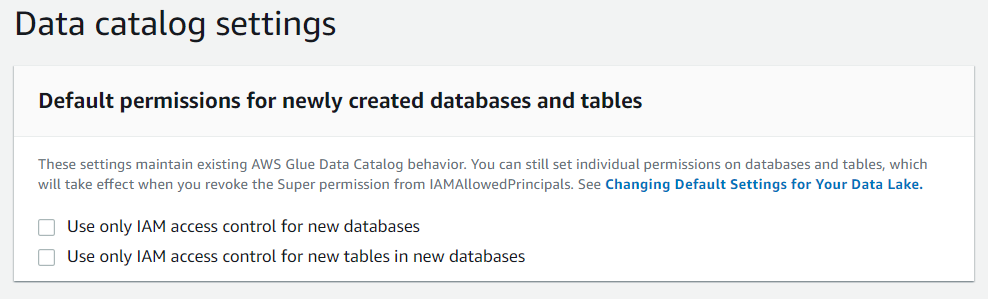 Data catalog settings
Default permissions for newly created databases and tables
These settings maintain existing AWS Glue Data Catalog behavior. You can still set individual permissions on databases and tables, which
will take effect when you revoke the Super permission from IAMAllowedPrincipals. See Changing Default Settings for Your Data Lake.
Use only IAM access control for new databases
Use only IAM access control for new tables in new databases